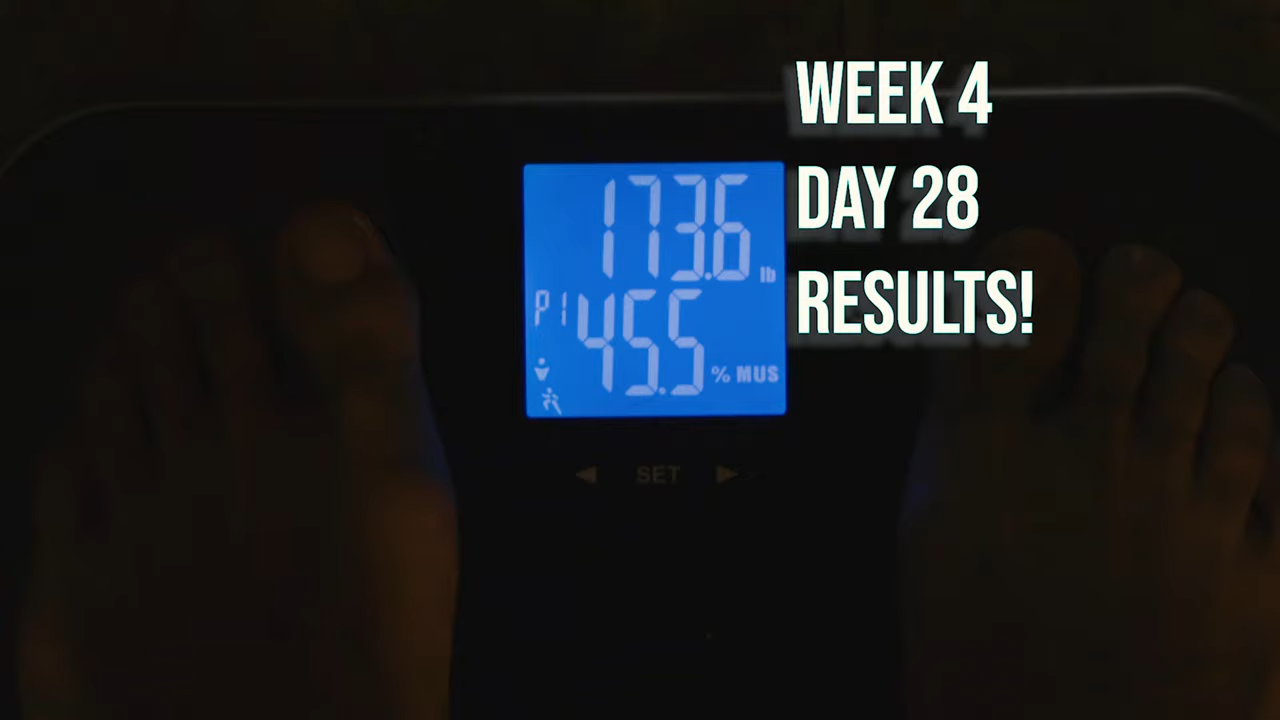 WEEK 4
DAY 28
RESULTS!
173.6 lb
P1 45.5 % MUS
◀ SET ▶